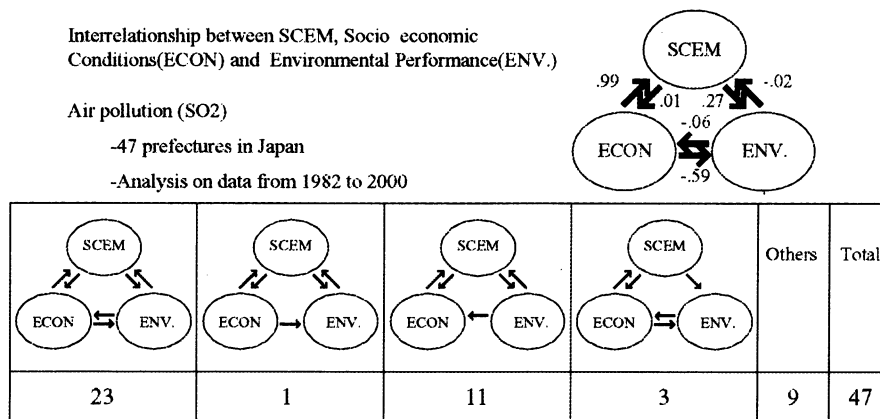 Interrelationship between SCEM, Socio economic
Conditions(ECON) and Environmental Performance(ENV.)
Air pollution (SO2)
-47 prefectures in Japan
-Analysis on data from 1982 to 2000
SCEM
.99
-.02
.01
.27
-.06
ECON
ENV.
-.59
SCEM
SCEM
SCEM
SCEM
Others
Total
ECON
ENV.
ECON
ENV.
ECON
ENV.
ECON
ENV.
23
1
11
3
9
47